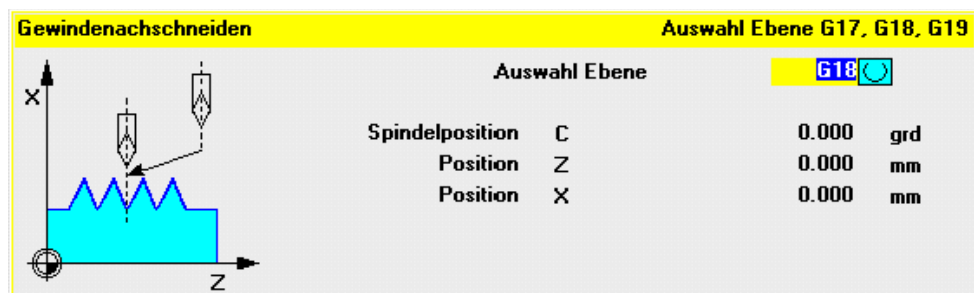 Gewindenachschneiden Auswahl Ebene G17, G18, G19
Auswahl Ebene G18
X
Spindelposition C 0.000 grd
Position Z 0.000 mm
Position X 0.000 mm
Z